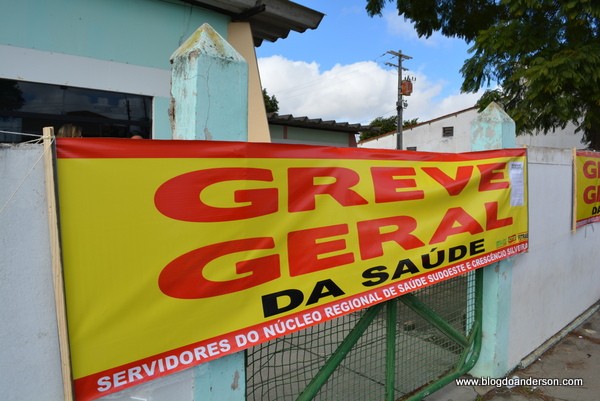 GREVE
GERAL
DA SAÚDE
SERVIDORES DO NÚCLEO REGIONAL DE SAÚDE SUDOESTE E CRESCÊNCIO SILVEIRA
www.blogdoanderson.com